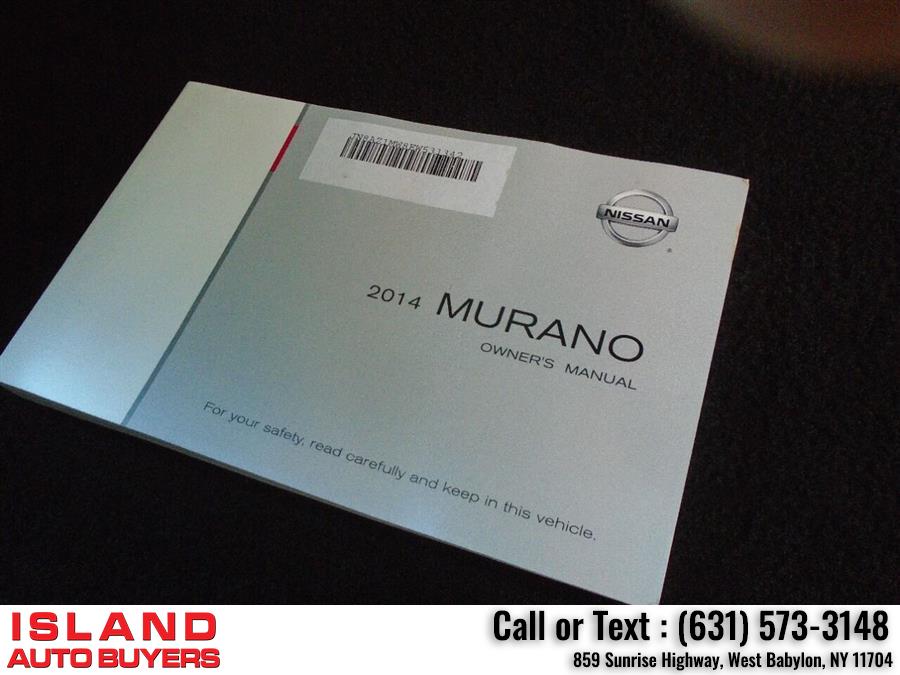 JN8AZ1MW8EW531342
NISSAN
2014 MURANO
OWNER'S MANUAL
For your safety, read carefully and keep in this vehicle.
ISLAND
AUTO BUYERS
Call or Text : (631) 573-3148
859 Sunrise Highway, West Babylon, NY 11704